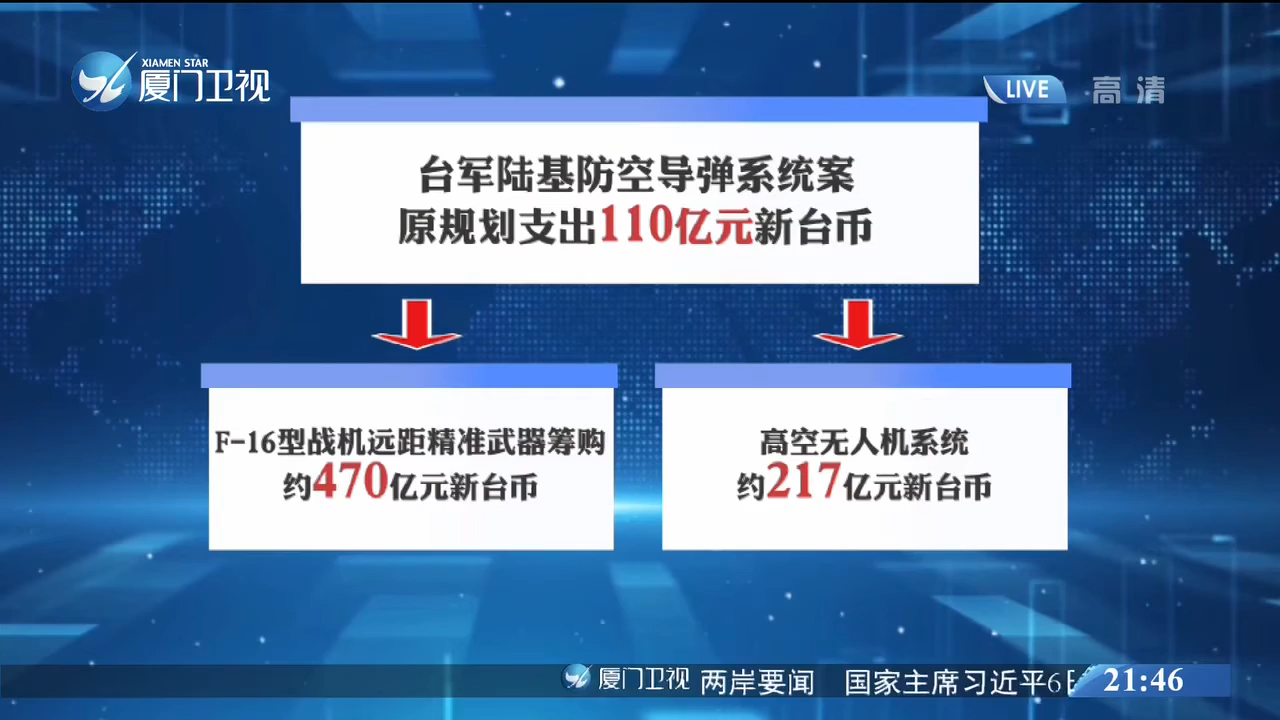 XIAMEN STAR
厦门卫视
LIVE
高清
台军陆基防空导弹系统案
原规划支出110亿元新台币
F-16型战机远距精准武器筹购
约470亿元新台币
高空无人机系统
约217亿元新台币
厦门卫视 两岸要闻 国家主席习近平6日
21:46